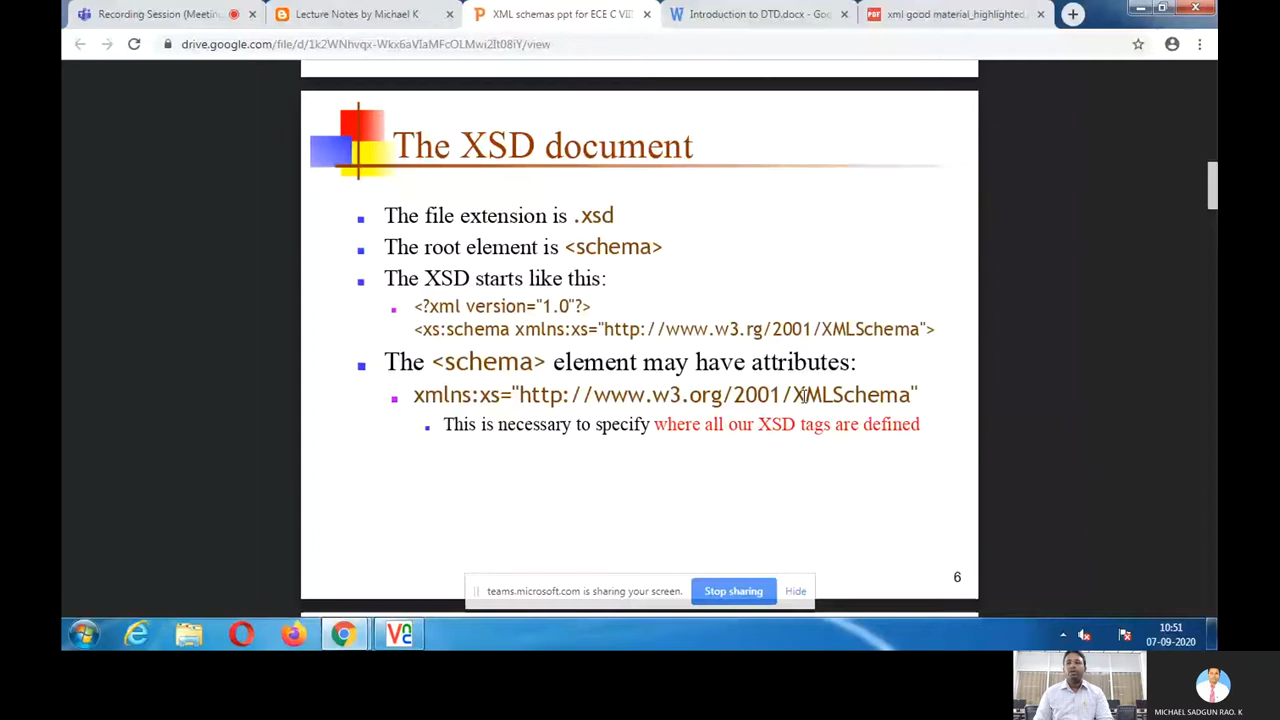 Recording Session (Meetin
Lecture Notes by Michael K
XML schemas ppt for ECE C VIII
Introduction to DTD.docx - Goo
xml good material_highlighted
drive.google.com/file/d/1k2WNhvqx-Wkx6aVIaMFcOLMwi2It08iY/view
The XSD document
The file extension is .xsd
The root element is <schema>
The XSD starts like this:
<?xml version="1.0"?>
<xs:schema xmlns:xs="http://www.w3.rg/2001/XMLSchema">
The <schema> element may have attributes:
xmlns:xs="http://www.w3.org/2001/XMLSchema"
This is necessary to specify where all our XSD tags are defined
6
teams.microsoft.com is sharing your screen.
Stop sharing
Hide
10:51
07-09-2020
MICHAEL SADGUN RAO. K